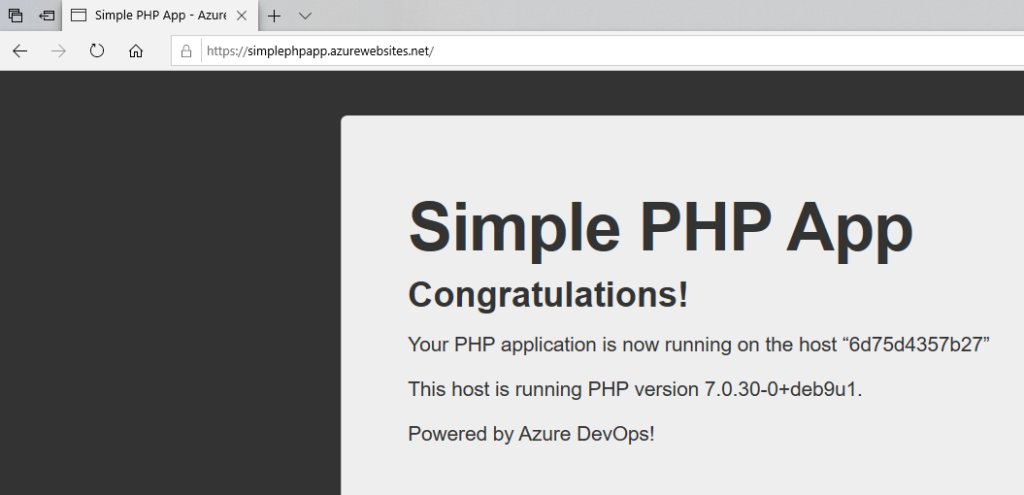 Simple PHP App - Azure
https://simplephpapp.azurewebsites.net/
Simple PHP App
Congratulations!
Your PHP application is now running on the host “6d75d4357b27”
This host is running PHP version 7.0.30-0+deb9u1.
Powered by Azure DevOps!